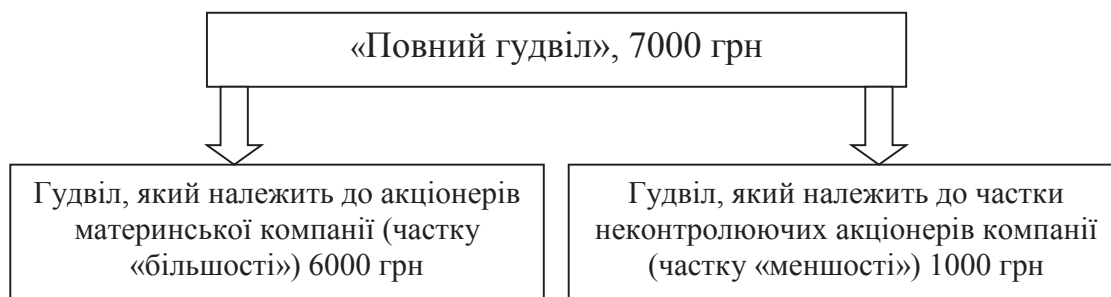 «Повний гудвіл», 7000 грн
Гудвіл, який належить до акціонерів
материнської компанії (частку
«більшості») 6000 грн
Гудвіл, який належить до частки
неконтролюючих акціонерів компанії
(частку «меншості») 1000 грн